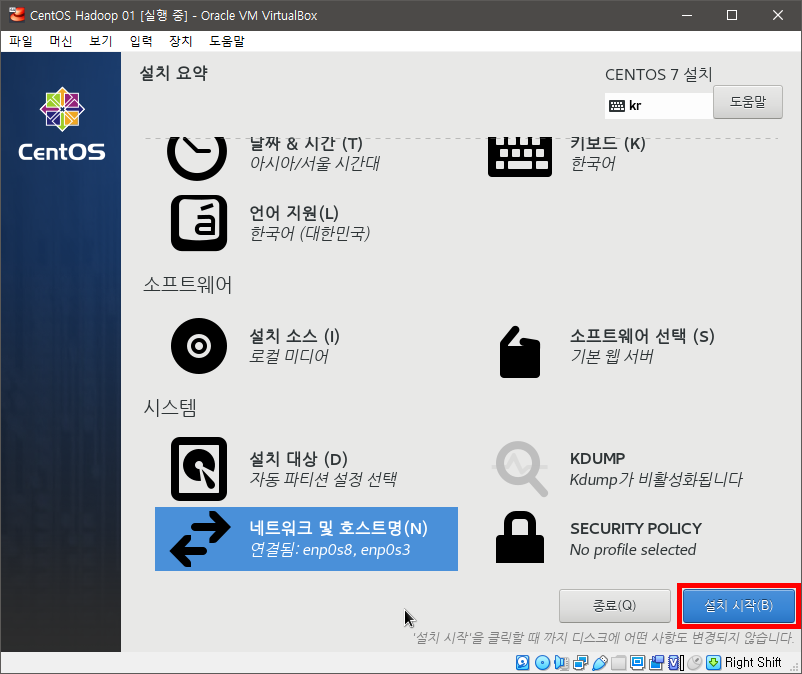 CentOS Hadoop 01 [실행 중] - Oracle VM VirtualBox
파일 머신 보기 입력 장치 도움말
CentOS
설치 요약
CENTOS 7 설치
kr
도움말
날짜 & 시간 (T)
아시아/서울 시간대
키보드 (K)
한국어
언어 지원(L)
한국어 (대한민국)
소프트웨어
설치 소스 (I)
로컬 미디어
소프트웨어 선택 (S)
기본 웹 서버
시스템
설치 대상 (D)
자동 파티션 설정 선택
KDUMP
Kdump가 비활성화됩니다
네트워크 및 호스트명(N)
연결됨: enp0s8, enp0s3
SECURITY POLICY
No profile selected
종료(Q)
설치 시작(B)
'설치 시작'을 클릭할 때 까지 디스크에 어떤 사항도 변경되지 않습니다.
Right Shift